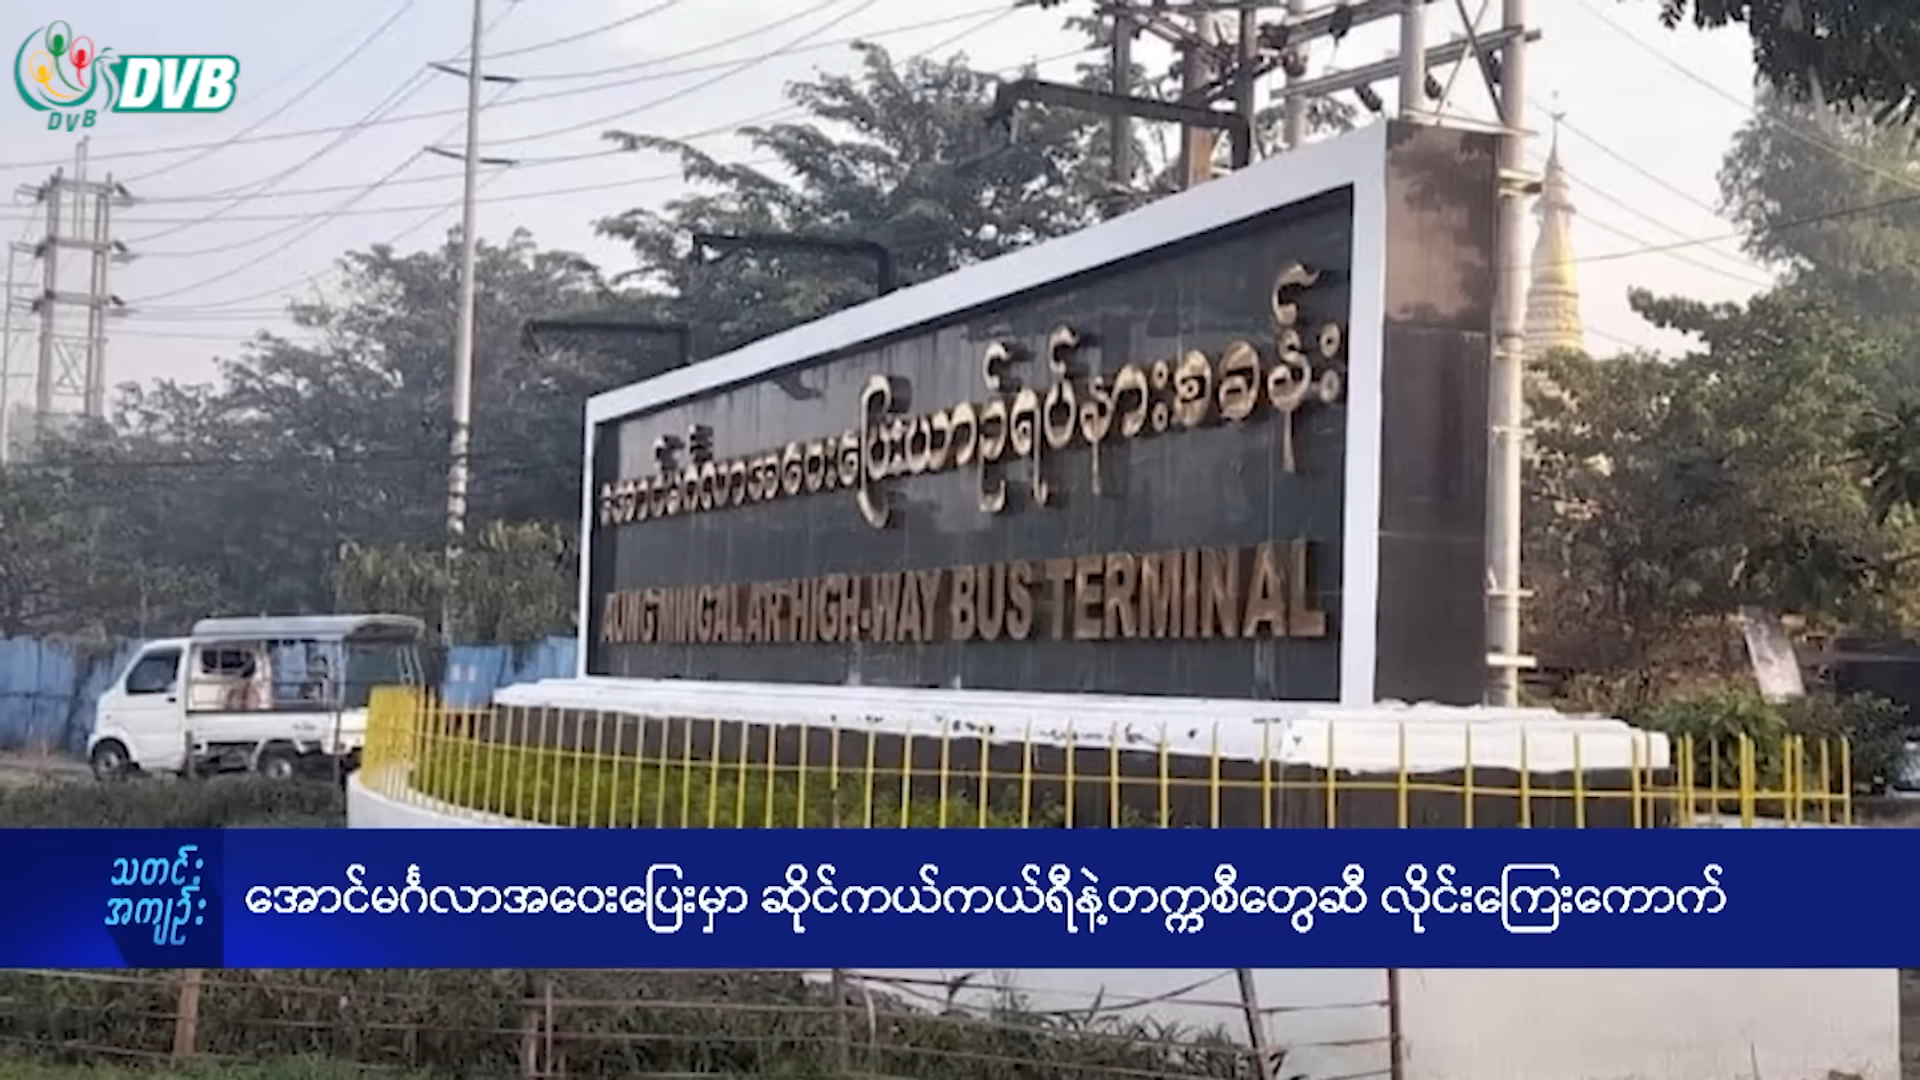 DVB
DVB
အောင်မင်္ဂလာအဝေးပြေးယာဉ်ရပ်နားစခန်း
AUNGMINGALAR HIGH-WAY BUS TERMINAL
သတင်း
အကျဉ်း
အောင်မင်္ဂလာအဝေးပြေးမှာ ဆိုင်ကယ်ကယ်ရီနဲ့တက္ကစီတွေဆီ လိုင်းကြေးကောက်